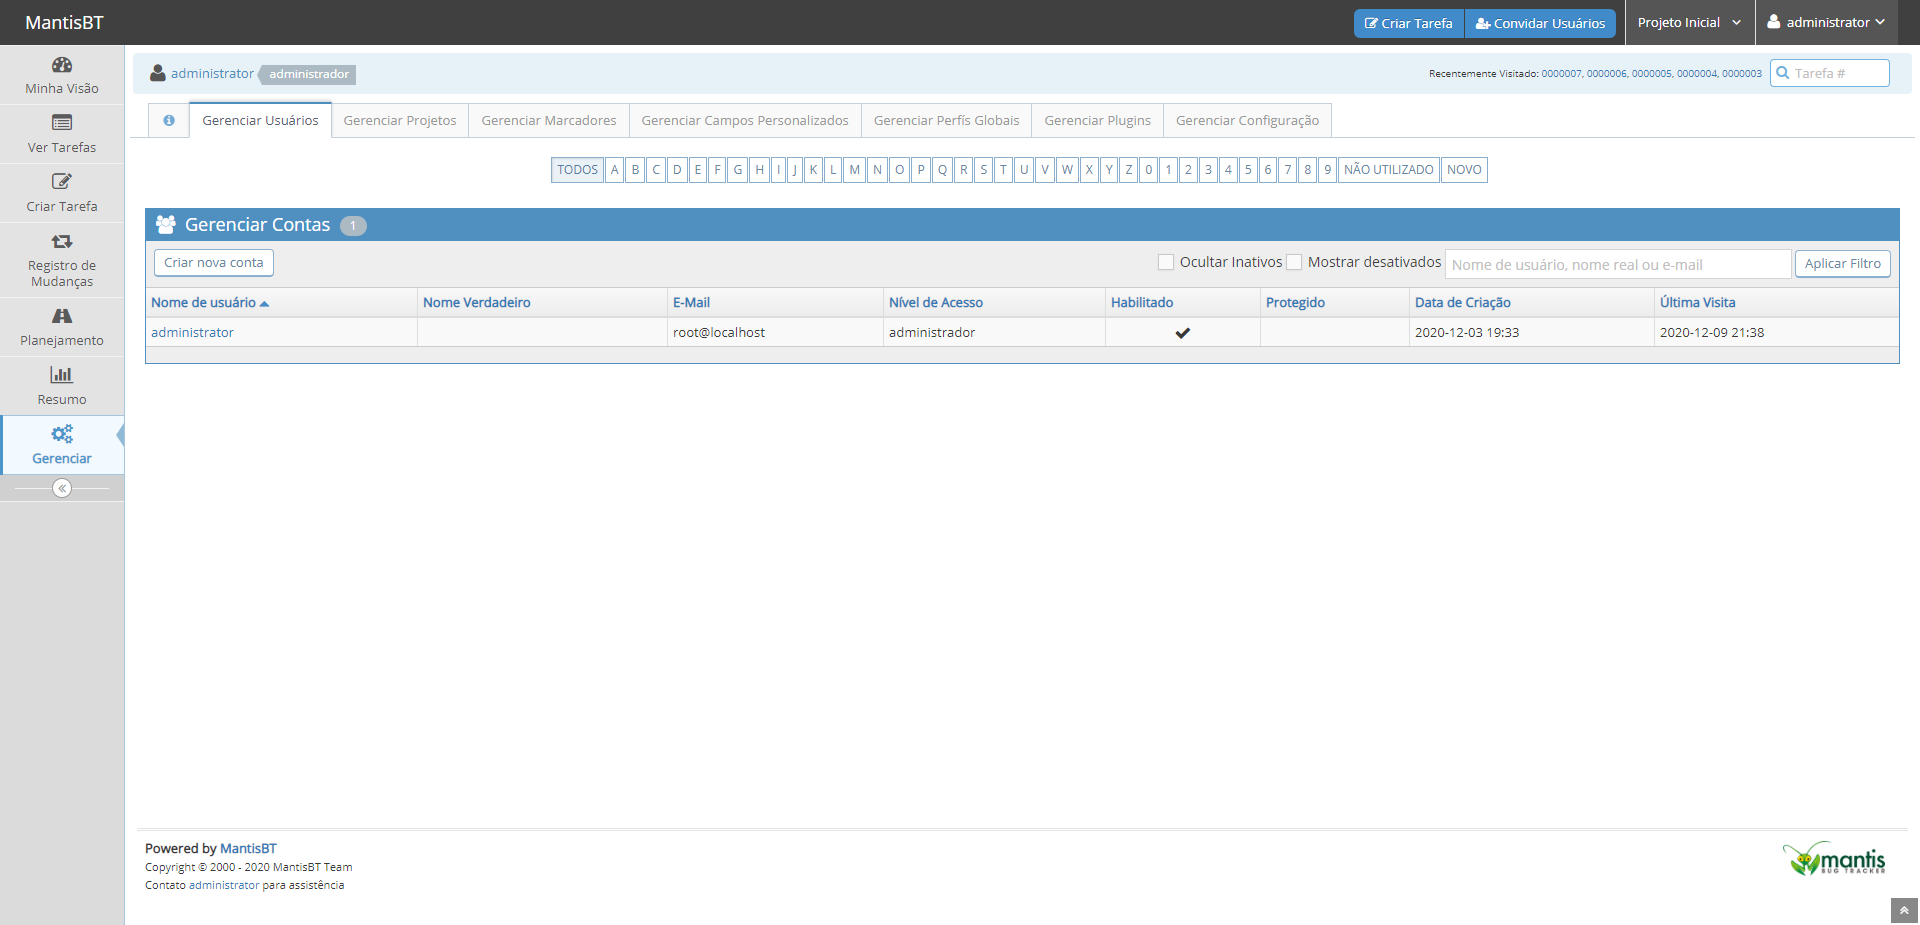 MantisBT
Criar Tarefa
Convidar Usuários
Projeto Inicial
administrator
Minha Visão
Ver Tarefas
Criar Tarefa
Registro de
Mudanças
Planejamento
Resumo
Gerenciar
administrator administrador
Recentemente Visitado: 0000007, 0000006, 0000005, 0000004, 0000003
Tarefa #
Gerenciar Usuários
Gerenciar Projetos
Gerenciar Marcadores
Gerenciar Campos Personalizados
Gerenciar Perfís Globais
Gerenciar Plugins
Gerenciar Configuração
TODOS A B C D E F G H I J K L M N O P Q R S T U V W X Y Z 0 1 2 3 4 5 6 7 8 9 NÃO UTILIZADO NOVO
Gerenciar Contas 1
Criar nova conta
Ocultar Inativos
Mostrar desativados
Nome de usuário, nome real ou e-mail
Aplicar Filtro
Nome de usuário Nome Verdadeiro E-Mail Nível de Acesso Habilitado Protegido Data de Criação Última Visita
administrator root@localhost administrador 2020-12-03 19:33 2020-12-09 21:38
Powered by MantisBT
Copyright © 2000 - 2020 MantisBT Team
Contato administrator para assistência
mantis
BUG TRACKER